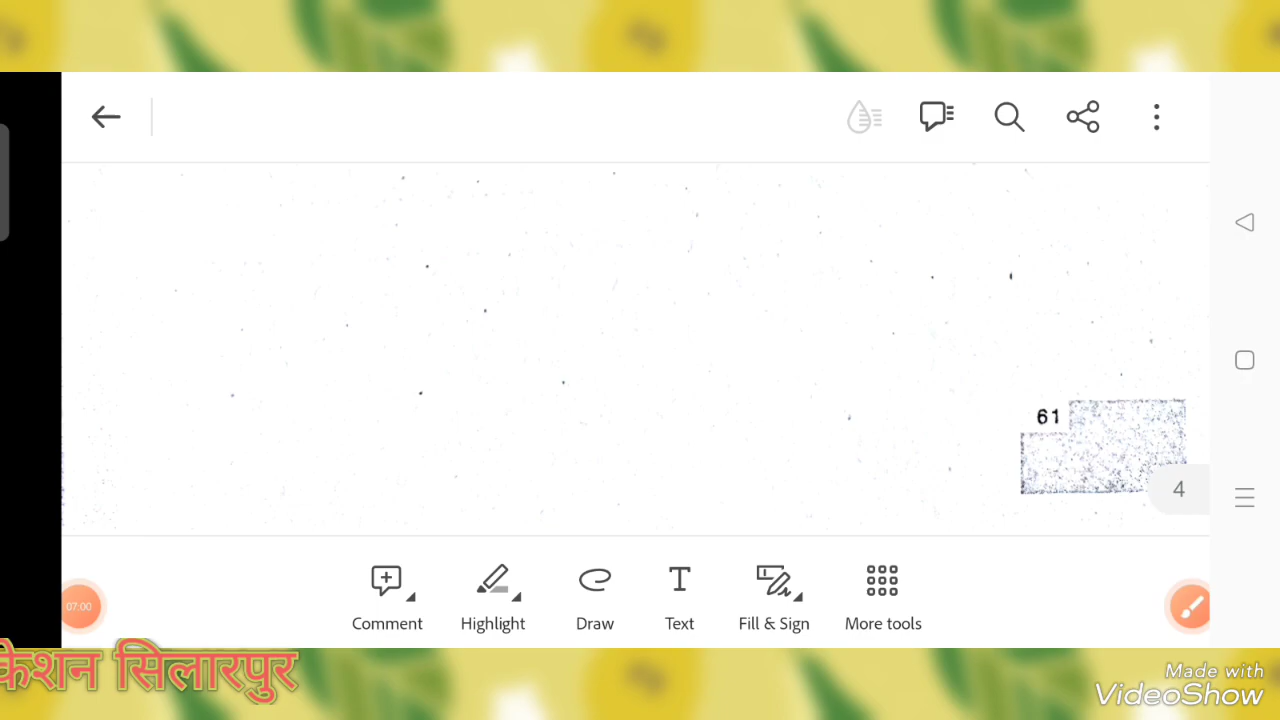 61
4
Comment
Highlight
Draw
Text
Fill & Sign
More tools
07:00
केशन सिलारपुर
Made with
VideoShow